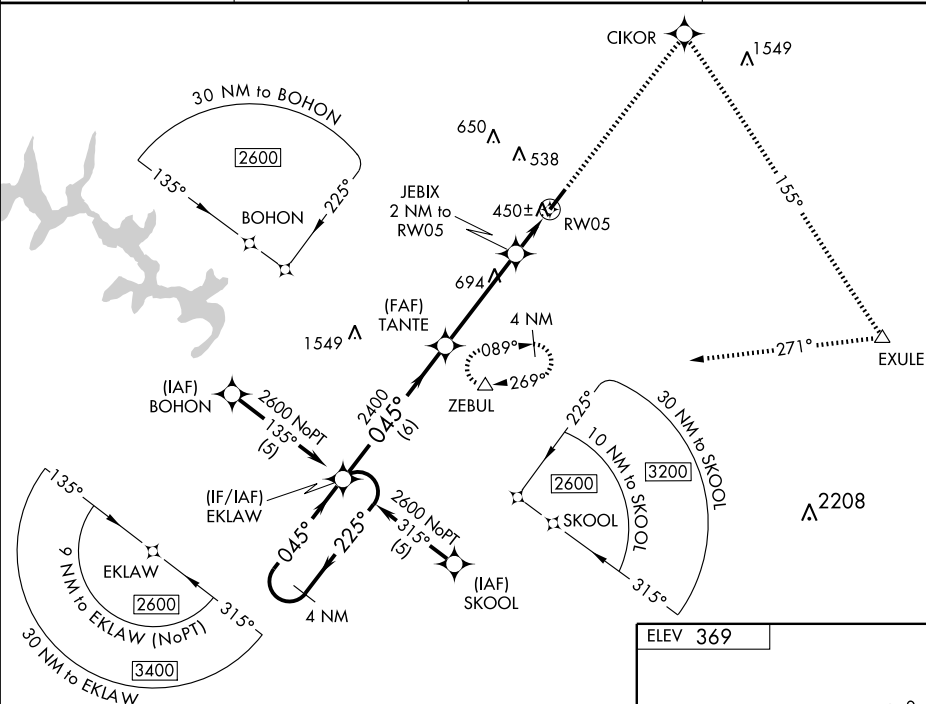 CIKOR
1549
30 NM to BOHON
2600
135°
225°
BOHON
650
538
JEBIX
2 NM to
RW05
450±
RW05
155°
694
(FAF)
TANTE
4 NM
1549
089°
269°
ZEBUL
271°
EXULE
(IAF)
BOHON
2600 NoPT
135°
(5)
2400
045°
(6)
(IF/IAF)
EKLAW
045°
225°
4 NM
2600 NoPT
315°
(5)
(IAF)
SKOOL
225°
30 NM to SKOOL
10 NM to SKOOL
3200
2600
SKOOL
315°
2208
135°
EKLAW
2600
315°
9 NM to EKLAW (NoPT)
3400
30 NM to EKLAW
ELEV 369